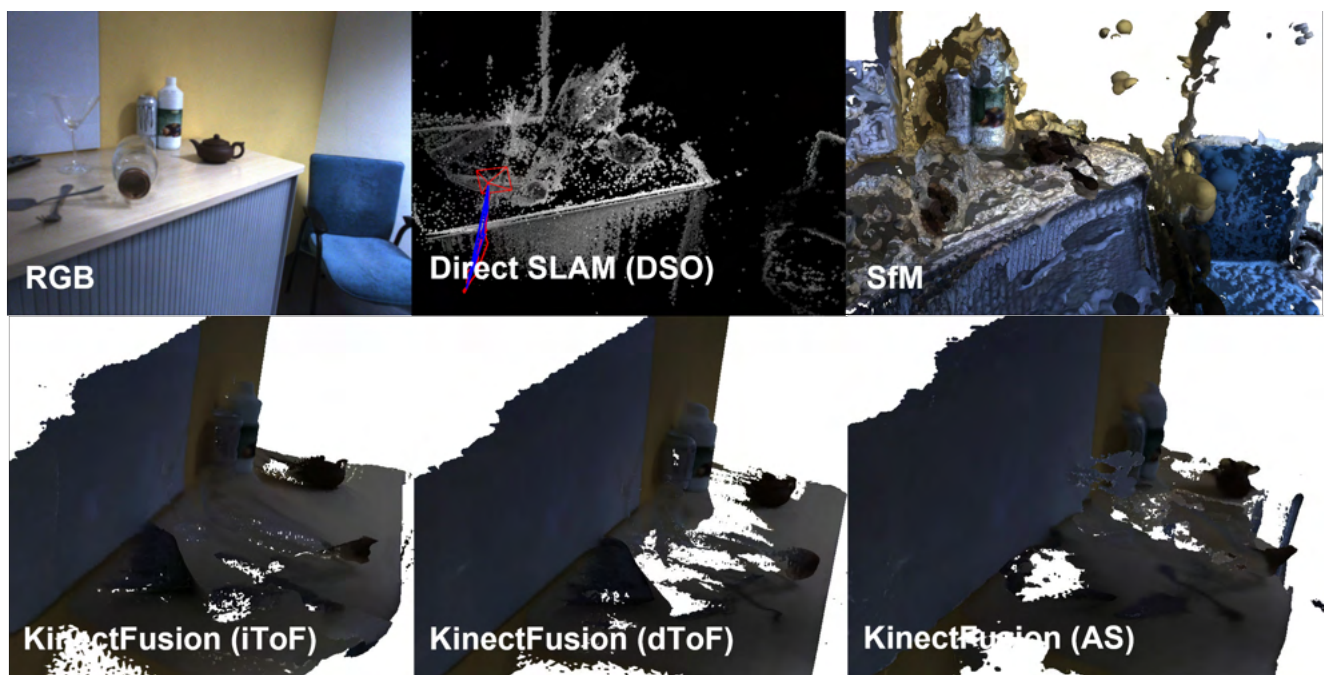 RGB
Direct SLAM (DSO)
SfM
KinectFusion (iToF)
KinectFusion (dToF)
KinectFusion (AS)